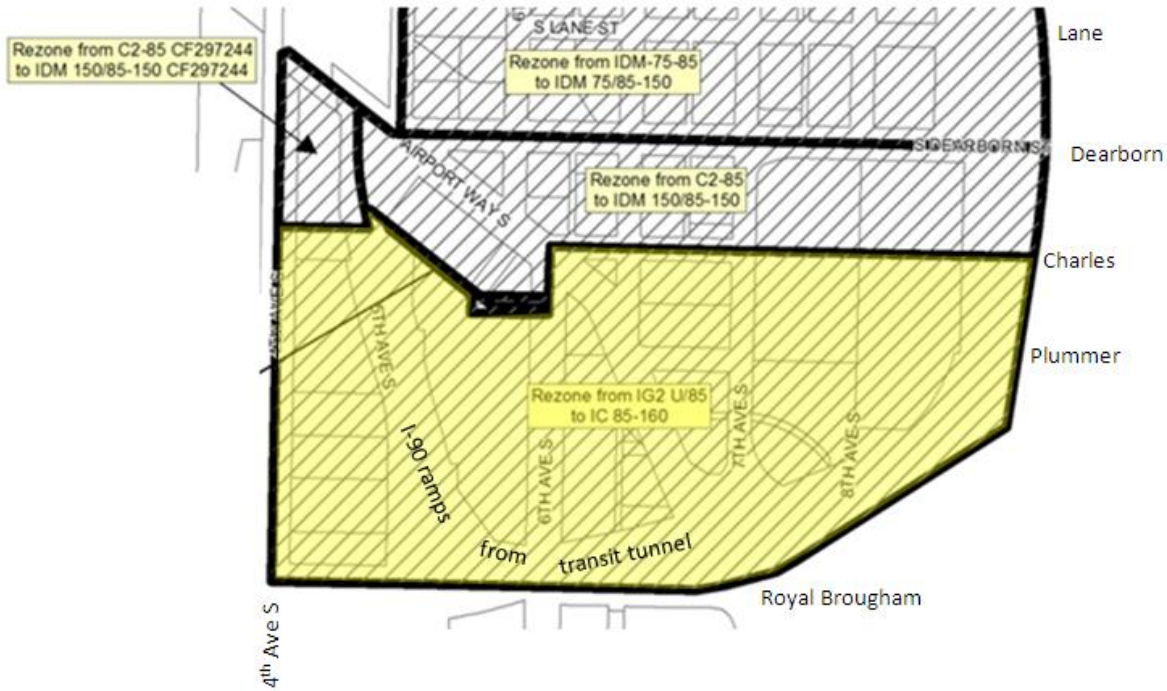 S LANE ST
Lane
Rezone from C2-85 CF297244
to IDM 150/85-150 CF297244
Rezone from IDM-75-85
to IDM 75/85-150
S DEARBORN S
Dearborn
AIRPORT WAY S
Rezone from C2-85
to IDM 150/85-150
Charles
Plummer
6TH AVE S
Rezone from IG2 U/85
to IC 85-160
I-90 ramps
from transit tunnel
6TH AVE S
7TH AVE S
8TH AVE S
Royal Brougham
4th Ave S